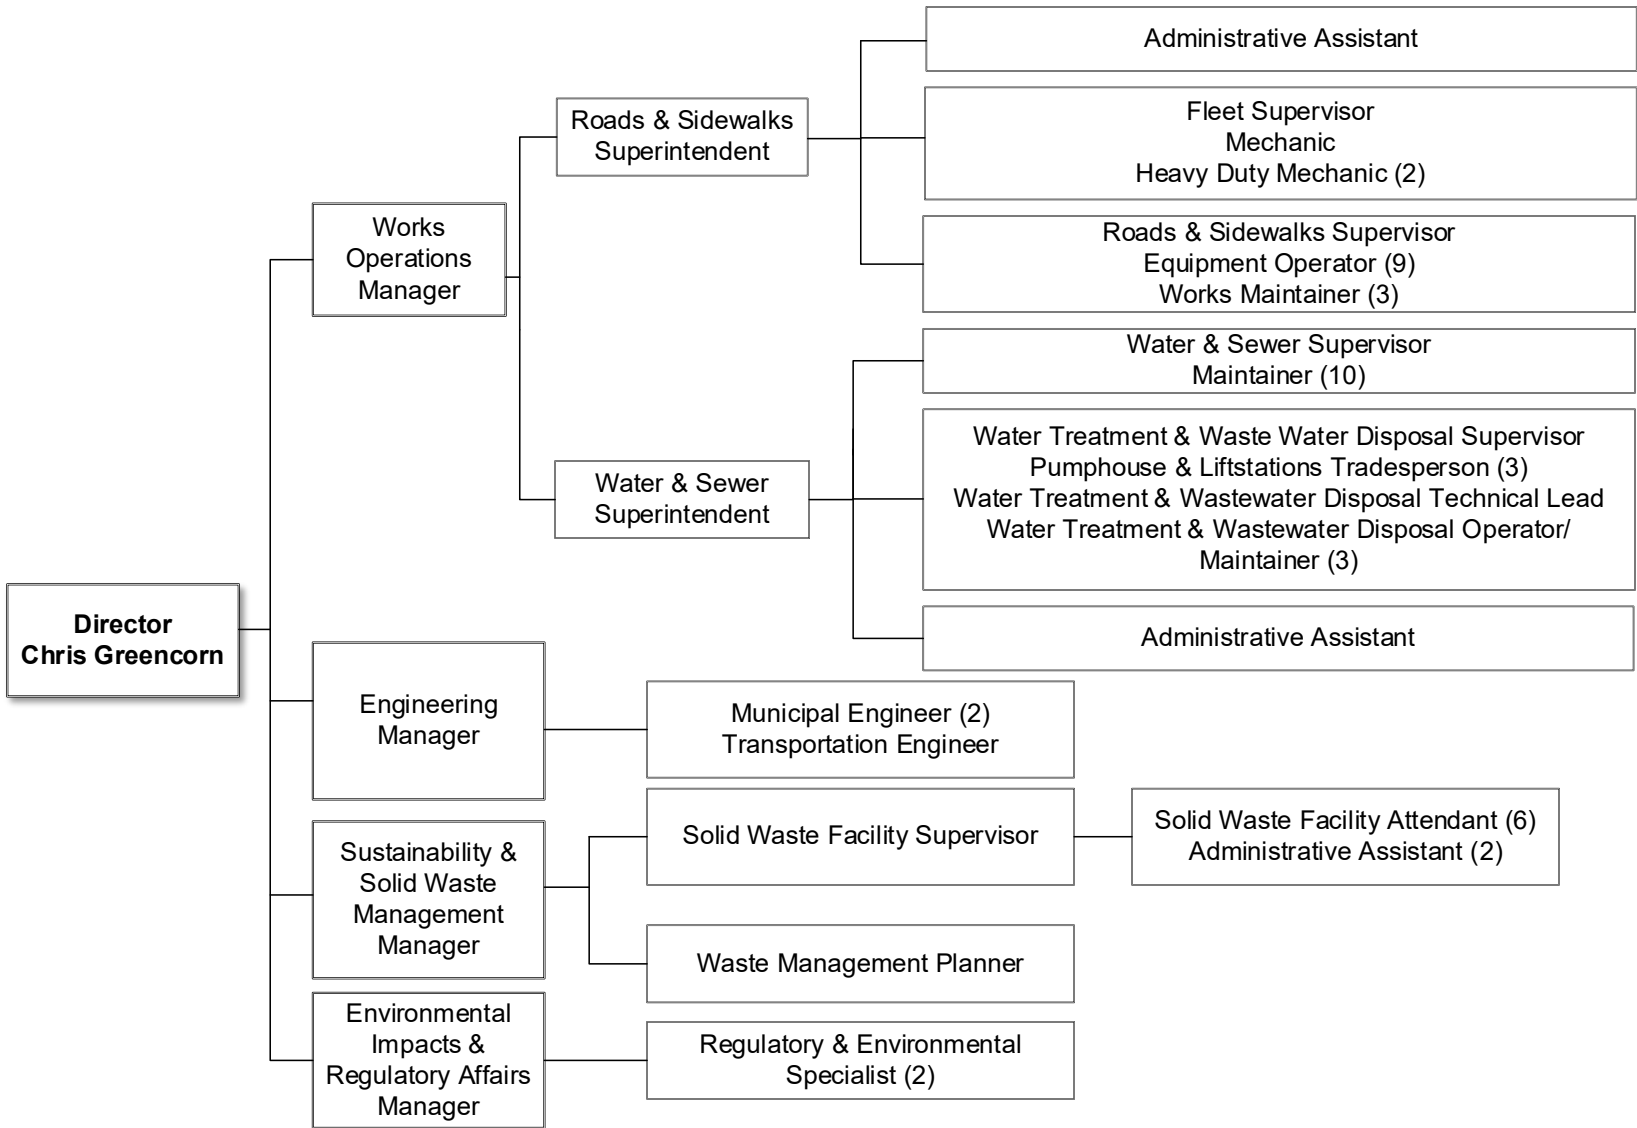 Director
Chris Greencorn
Works
Operations
Manager
Roads & Sidewalks
Superintendent
Administrative Assistant
Fleet Supervisor
Mechanic
Heavy Duty Mechanic (2)
Roads & Sidewalks Supervisor
Equipment Operator (9)
Works Maintainer (3)
Water & Sewer
Superintendent
Water & Sewer Supervisor
Maintainer (10)
Water Treatment & Waste Water Disposal Supervisor
Pumphouse & Liftstations Tradesperson (3)
Water Treatment & Wastewater Disposal Technical Lead
Water Treatment & Wastewater Disposal Operator/
Maintainer (3)
Administrative Assistant
Engineering
Manager
Municipal Engineer (2)
Transportation Engineer
Sustainability &
Solid Waste
Management
Manager
Solid Waste Facility Supervisor
Solid Waste Facility Attendant (6)
Administrative Assistant (2)
Waste Management Planner
Environmental
Impacts &
Regulatory Affairs
Manager
Regulatory & Environmental
Specialist (2)